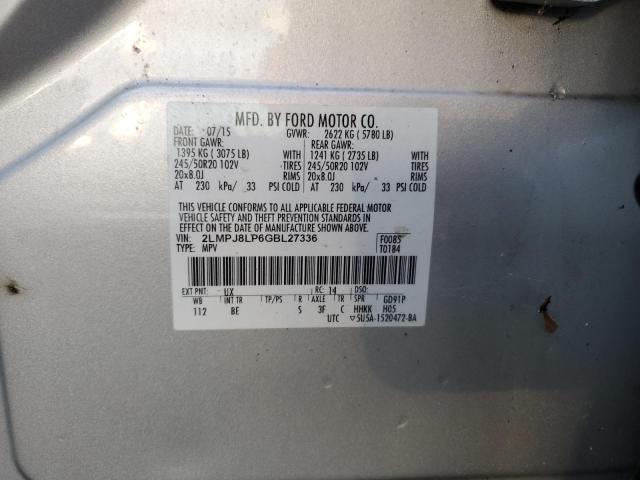 MFD. BY FORD MOTOR CO.
DATE: 07/15 GVWR: 2622 KG ( 5780 LB)
FRONT GAWR: REAR GAWR:
1395 KG ( 3075 LB) WITH 1241 KG ( 2735 LB) WITH
245/50R20 102V -TIRES 245/50R20 102V -TIRES
20x8.0J RIMS 20x8.0J RIMS
AT 230 kPa/ 33 PSI COLD AT 230 kPa/ 33 PSI COLD
THIS VEHICLE CONFORMS TO ALL APPLICABLE FEDERAL MOTOR
VEHICLE SAFETY AND THEFT PREVENTION STANDARDS IN
EFFECT ON THE DATE OF MANUFACTURE SHOWN ABOVE.
VIN: 2LMPJ8LP6GBL27336 F0085
TYPE: MPV T0184
EXT PNT: UX RC: 14 DSO:
WB INT TR TP/PS R AXLE TR SPR GD91P
112 BE S 3F C HHKK H05
UTC ▽5U5A-1520472-BA